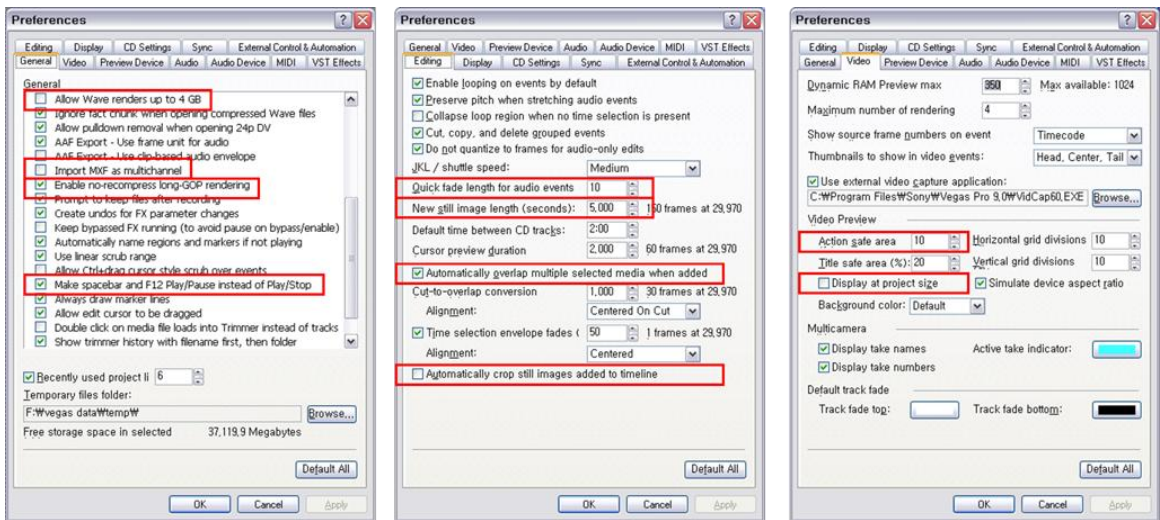 Preferences
Editing Display CD Settings Sync External Control & Automation
General Video Preview Device Audio Audio Device MIDI VST Effects
General
Allow Wave renders up to 4 GB
Ignore fact chunk when opening compressed Wave files
Allow pulldown removal when opening 24p DV
AAF Export - Use frame unit for audio
AAF Export - Use clip-based audio envelope
Import MXF as multichannel
Enable no-recompress long-GOP rendering
Prompt to keep files after recording
Create undos for FX parameter changes
Keep bypassed FX running (to avoid pause on bypass/enable)
Automatically name regions and markers if not playing
Use linear scrub range
Allow Ctrl+drag cursor style scrub over events
Make spacebar and F12 Play/Pause instead of Play/Stop
Always draw marker lines
Allow edit cursor to be dragged
Double click on media file loads into Trimmer instead of tracks
Show trimmer history with filename first, then folder
Recently used project li 6
Temporary files folder:
F:₩vegas data₩temp₩ Browse...
Free storage space in selected 37,119,9 Megabytes
Default All
OK Cancel Apply
Preferences
General Video Preview Device Audio Audio Device MIDI VST Effects
Editing Display CD Settings Sync External Control & Automation
Enable looping on events by default
Preserve pitch when stretching audio events
Collapse loop region when no time selection is present
Cut, copy, and delete grouped events
Do not quantize to frames for audio-only edits
JKL / shuttle speed: Medium
Quick fade length for audio events 10
New still image length (seconds): 5,000 150 frames at 29,970
Default time between CD tracks: 2:00
Cursor preview duration 2,000 60 frames at 29,970
Automatically overlap multiple selected media when added
Cut-to-overlap conversion 1,000 30 frames at 29,970
Alignment: Centered On Cut
Time selection envelope fades ( 50 1 frames at 29,970
Alignment: Centered
Automatically crop still images added to timeline
Default All
OK Cancel Apply
Preferences
Editing Display CD Settings Sync External Control & Automation
General Video Preview Device Audio Audio Device MIDI VST Effects
Dynamic RAM Preview max 350 Max available: 1024
Maximum number of rendering 4
Show source frame numbers on event Timecode
Thumbnails to show in video events: Head, Center, Tail
Use external video capture application:
C:₩Program Files₩Sony₩Vegas Pro 9,0₩VidCap60,EXE Browse...
Video Preview
Action safe area 10 Horizontal grid divisions 10
Title safe area (%): 20 Vertical grid divisions 10
Display at project size Simulate device aspect ratio
Background color: Default
Multicamera
Display take names Active take indicator:
Display take numbers
Default track fade
Track fade top: Track fade bottom:
Default All
OK Cancel Apply